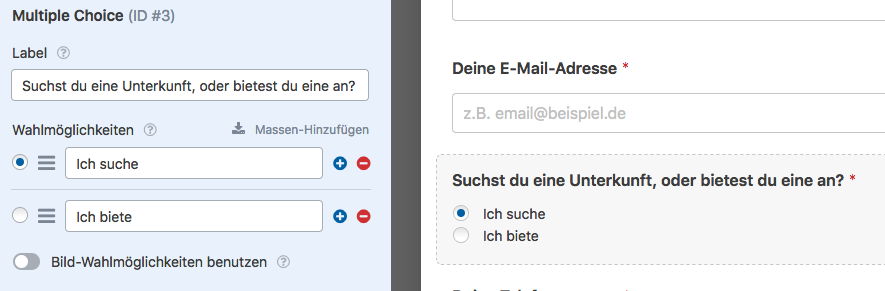 Multiple Choice (ID #3)
Label
Suchst du eine Unterkunft, oder bietest du eine an?
Wahlmöglichkeiten
Massen-Hinzufügen
Ich suche
Ich biete
Bild-Wahlmöglichkeiten benutzen
Deine E-Mail-Adresse *
z.B. email@beispiel.de
Suchst du eine Unterkunft, oder bietest du eine an? *
Ich suche
Ich biete